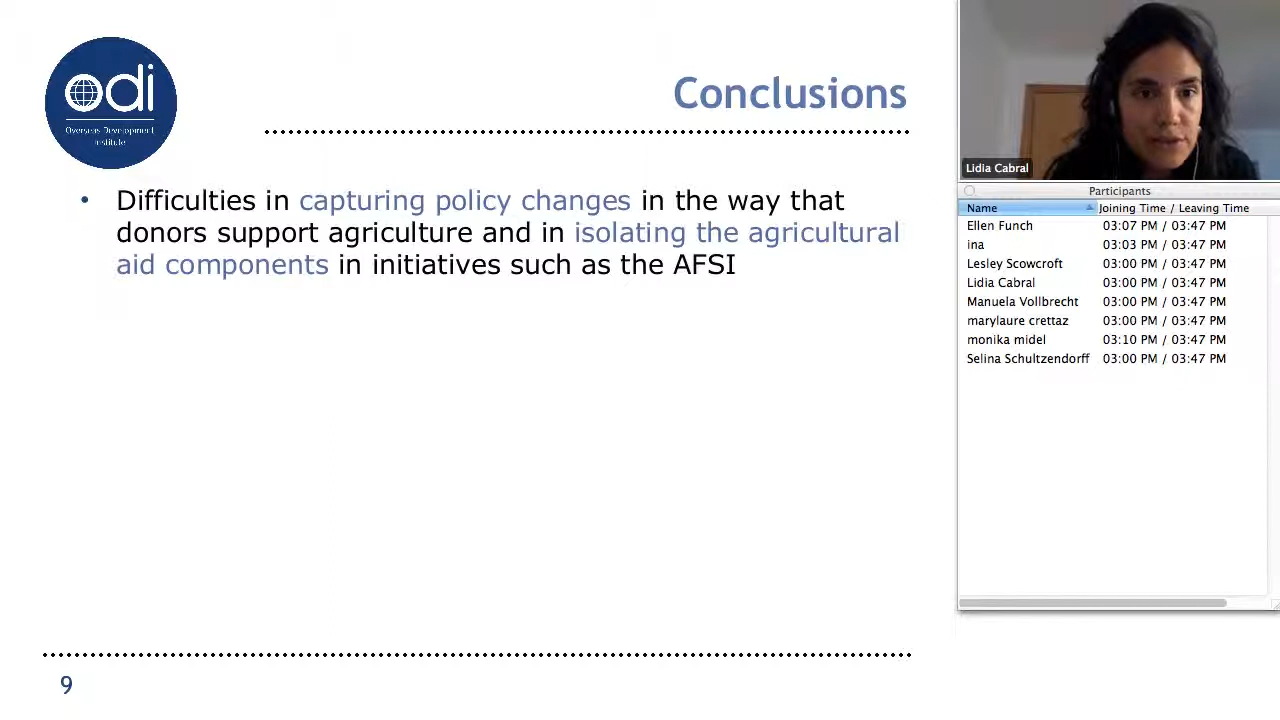 odi
Overseas Development
Institute
Conclusions
• Difficulties in capturing policy changes in the way that
donors support agriculture and in isolating the agricultural
aid components in initiatives such as the AFSI
9
Lidia Cabral
Participants
Name Joining Time / Leaving Time
Ellen Funch 03:07 PM / 03:47 PM
ina 03:03 PM / 03:47 PM
Lesley Scowcroft 03:00 PM / 03:47 PM
Lidia Cabral 03:00 PM / 03:47 PM
Manuela Vollbrecht 03:00 PM / 03:47 PM
marylaure crettaz 03:00 PM / 03:47 PM
monika midel 03:10 PM / 03:47 PM
Selina Schultzendorff 03:00 PM / 03:47 PM